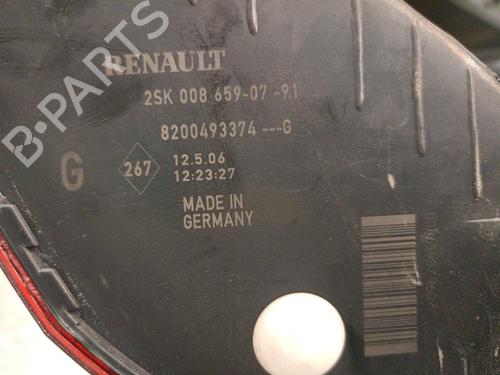 RENAULT
2SK 008 659-07 -91
8200493374 ---G
G
267
12.5.06
12:23:27
MADE IN
GERMANY
B-PARTS